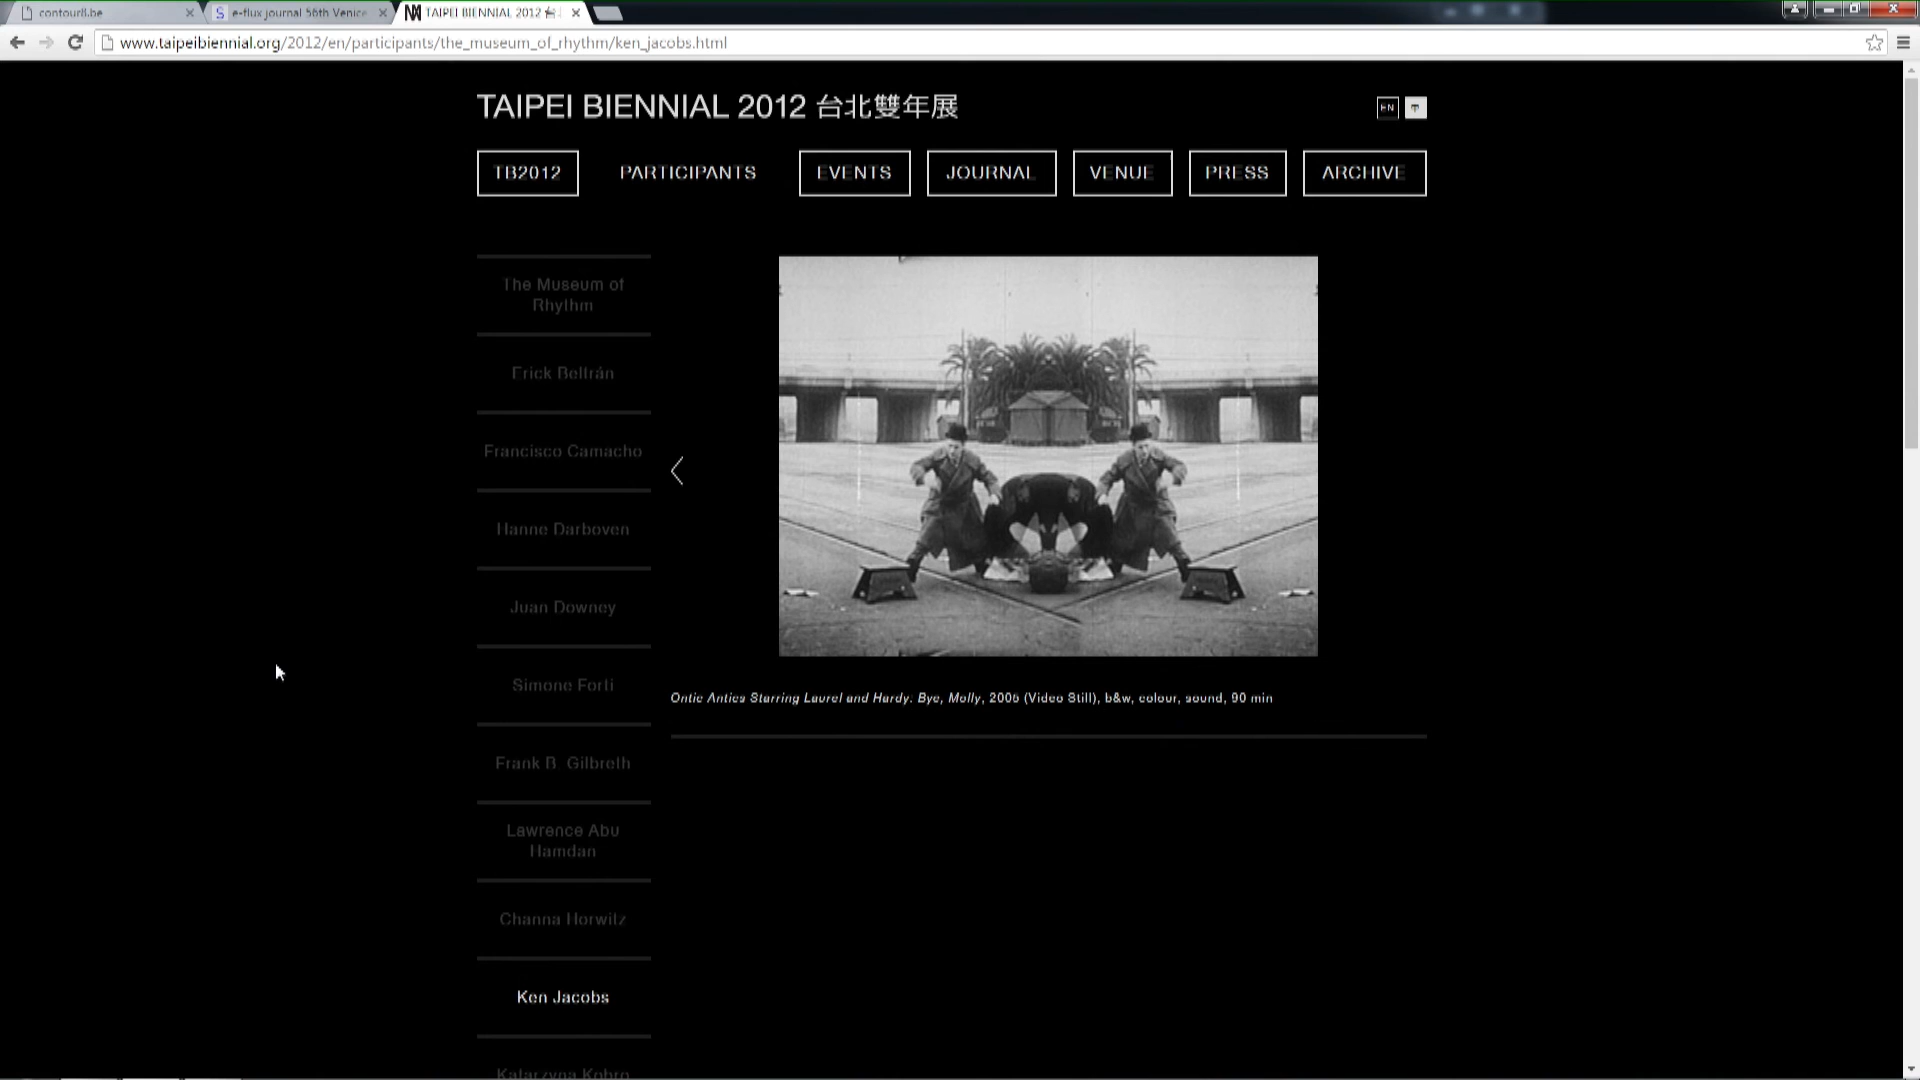 contour8.be
e-flux journal 56th Venice
TAIPEI BIENNIAL 2012 台
www.taipeibiennial.org/2012/en/participants/the_museum_of_rhythm/ken_jacobs.html
TAIPEI BIENNIAL 2012 台北雙年展
EN
TB2012
PARTICIPANTS
EVENTS
JOURNAL
VENUE
PRESS
ARCHIVE
The Museum of
Rhythm
Erick Beltrán
Francisco Camacho
Hanne Darboven
Juan Downey
Simone Forti
Frank B. Gilbreth
Lawrence Abu
Hamdan
Channa Horwitz
Ken Jacobs
Katarzyna Kobro
Ontic Antics Starring Laurel and Hardy: Bye, Molly, 2005 (Video Still), b&w, colour, sound, 90 min